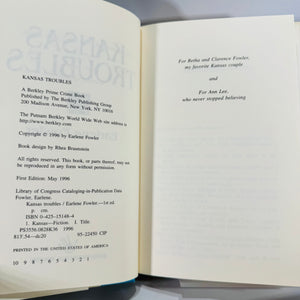 KANSAS TROUBLES
A Berkley Prime Crime Book
Published by The Berkley Publishing Group
200 Madison Avenue, New York, NY 10016
The Putnam Berkley World Wide Web site address is
http://www.berkley.com
Copyright © 1996 by Earlene Fowler
Book design by Rhea Braunstein
All rights reserved. This book, or parts thereof, may not
be reproduced in any form without permission.
First Edition: May 1996
Library of Congress Cataloging-in-Publication Data
Fowler, Earlene.
Kansas troubles / Earlene Fowler.—1st ed.
p. cm.
ISBN 0-425-15148-4
1. Kansas—Fiction. I. Title.
PS3556.O828K36 1996
813'.54—dc20 95-22450 CIP
PRINTED IN THE UNITED STATES OF AMERICA
10 9 8 7 6 5 4 3 2 1
For Retha and Clarence Fowler,
my favorite Kansas couple
and
For Ann Lee,
who never stopped believing